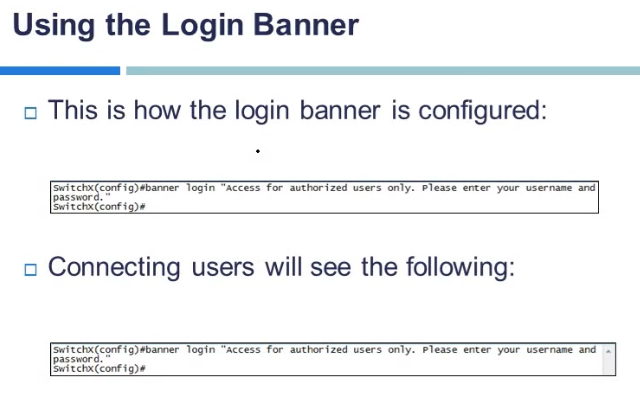 Using the Login Banner
This is how the login banner is configured:
SwitchX(config)#banner login "Access for authorized users only. Please enter your username and
password."
SwitchX(config)#
Connecting users will see the following:
SwitchX(config)#banner login "Access for authorized users only. Please enter your username and
password."
SwitchX(config)#